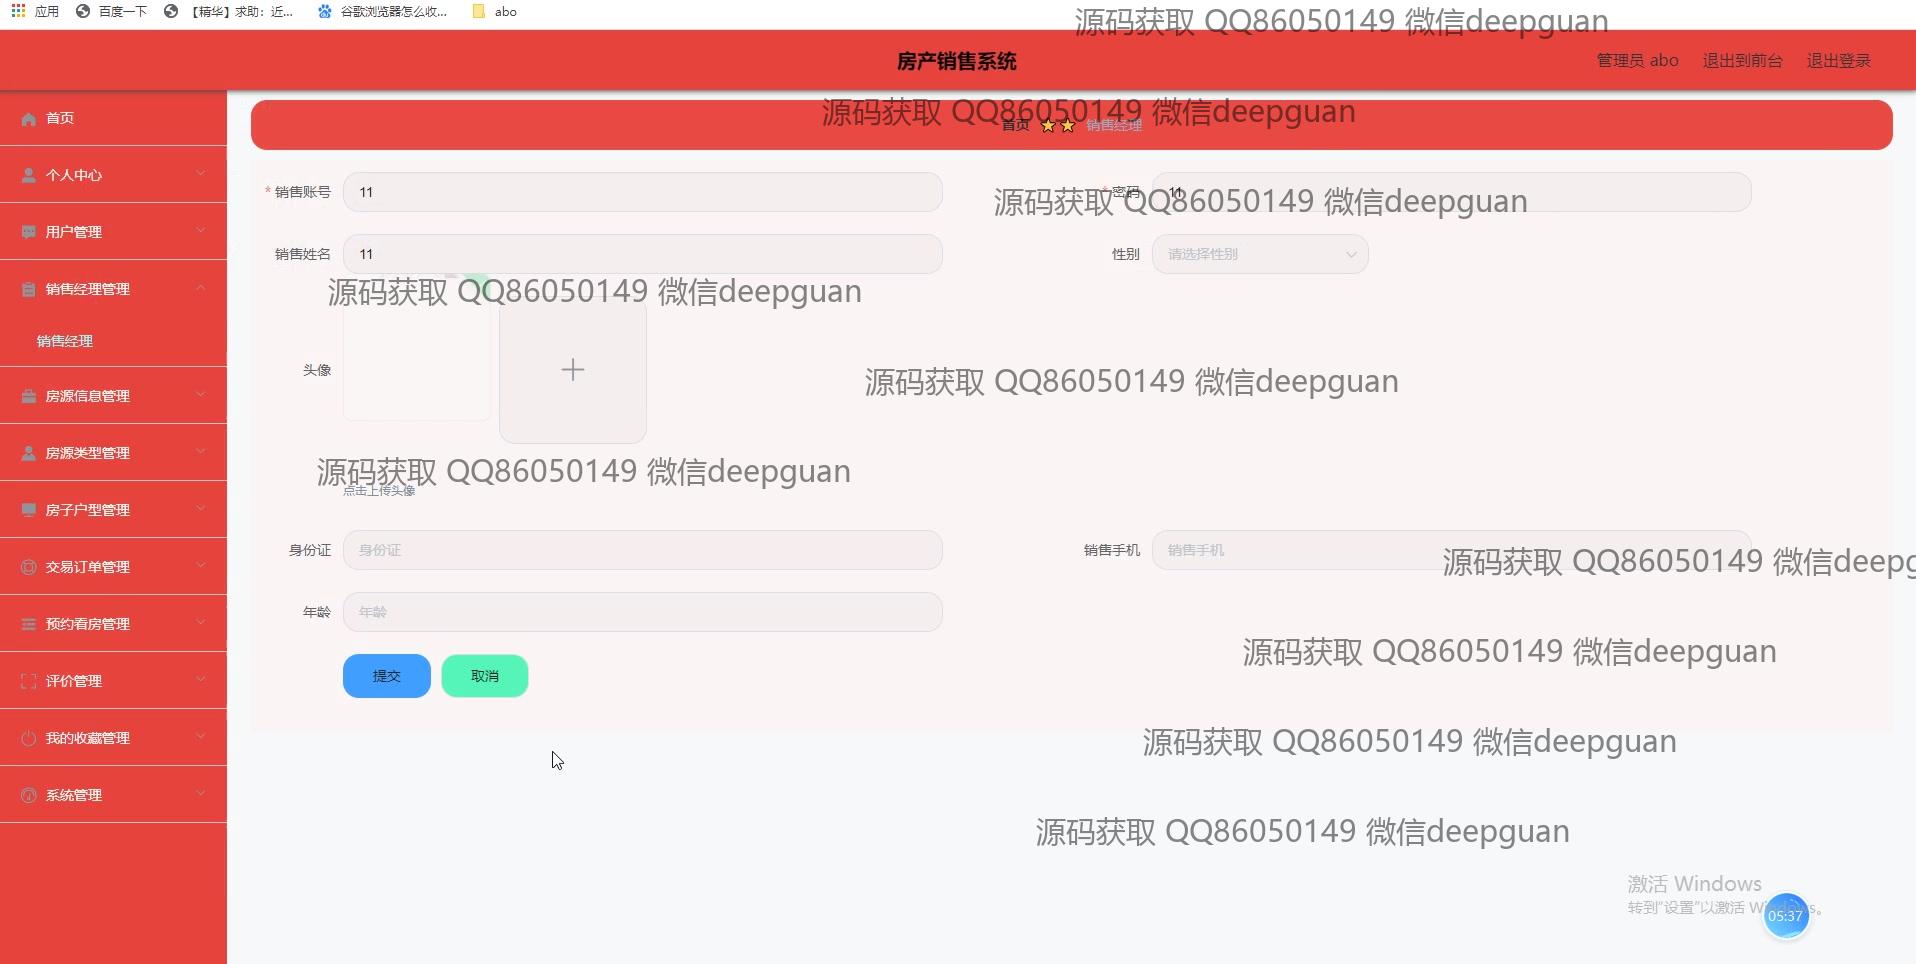 应用 百度一下 【精华】求助：近... 谷歌浏览器怎么收... abo
源码获取 QQ86050149 微信deepguan
房产销售系统
管理员 abo 退出到前台 退出登录
源码获取 QQ86050149 微信deepguan
首页 销售经理
首页
个人中心
用户管理
销售经理管理
销售经理
房源信息管理
房源类型管理
房子户型管理
交易订单管理
预约看房管理
评价管理
我的收藏管理
系统管理
* 销售账号 11
* 密码 11
源码获取 QQ86050149 微信deepguan
销售姓名 11
性别 请选择性别
源码获取 QQ86050149 微信deepguan
头像
源码获取 QQ86050149 微信deepguan
源码获取 QQ86050149 微信deepguan
点击上传头像
身份证 身份证
销售手机 销售手机
源码获取 QQ86050149 微信deepg
年龄 年龄
源码获取 QQ86050149 微信deepguan
提交 取消
源码获取 QQ86050149 微信deepguan
源码获取 QQ86050149 微信deepguan
激活 Windows
转到"设置"以激活 Windows。
05:37